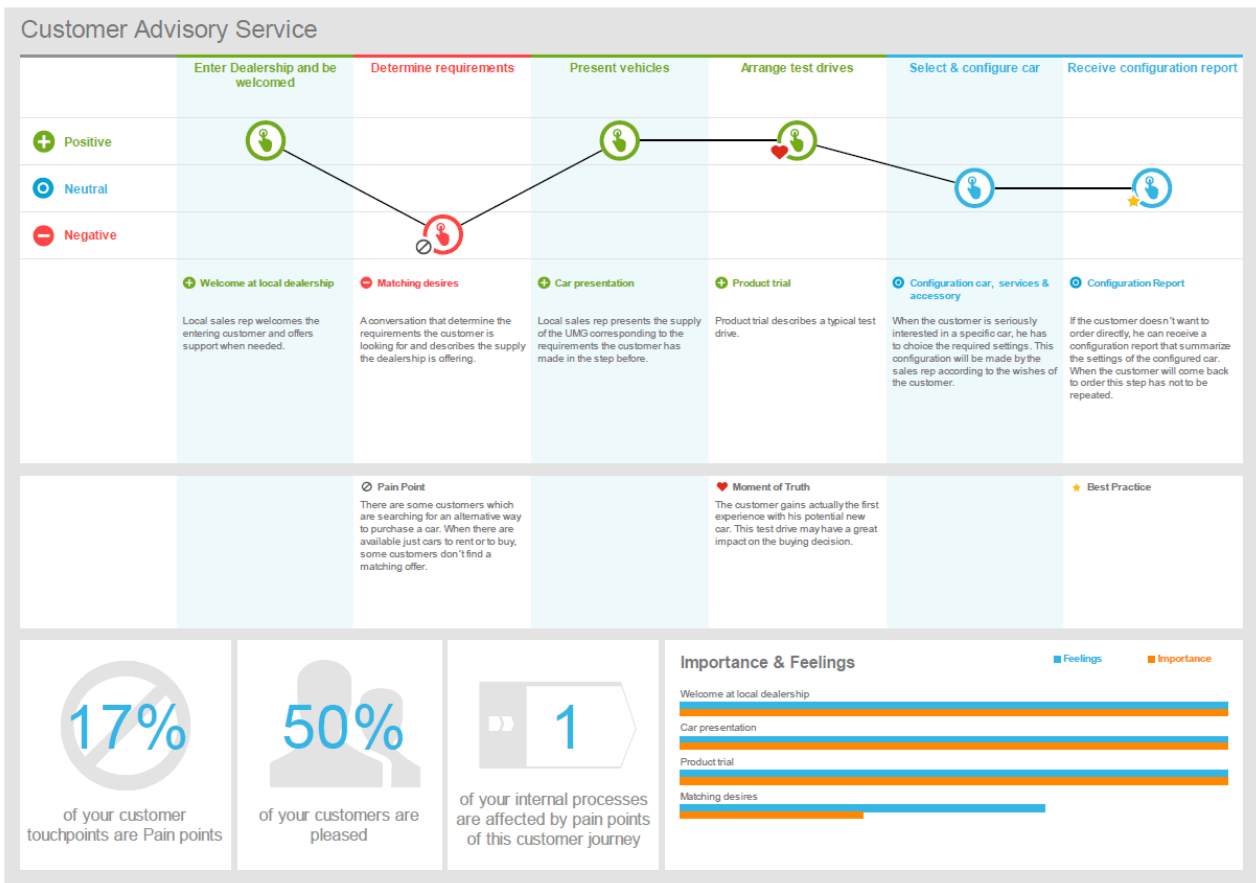 Customer Advisory Service
Enter Dealership and be
welcomed
Determine requirements
Present vehicles
Arrange test drives
Select & configure car
Receive configuration report
Positive
Neutral
Negative
Welcome at local dealership
Local sales rep welcomes the
entering customer and offers
support when needed.
Matching desires
A conversation that determine the
requirements the customer is
looking for and describes the supply
the dealership is offering.
Car presentation
Local sales rep presents the supply
of the UMG corresponding to the
requirements the customer has
made in the step before.
Product trial
Product trial describes a typical test
drive.
Configuration car, services &
accessory
When the customer is seriously
interested in a specific car, he has
to choice the required settings. This
configuration will be made by the
sales rep according to the wishes of
the customer.
Configuration Report
If the customer doesn't want to
order directly, he can receive a
configuration report that summarize
the settings of the configured car.
When the customer will come back
to order this step has not to be
repeated.
Pain Point
There are some customers which
are searching for an alternative way
to purchase a car. When there are
available just cars to rent or to buy,
some customers don't find a
matching offer.
Moment of Truth
The customer gains actually the first
experience with his potential new
car. This test drive may have a great
impact on the buying decision.
Best Practice
17%
of your customer
touchpoints are Pain points
50%
of your customers are
pleased
1
of your internal processes
are affected by pain points
of this customer journey
Importance & Feelings
Feelings
Importance
Welcome at local dealership
Car presentation
Product trial
Matching desires